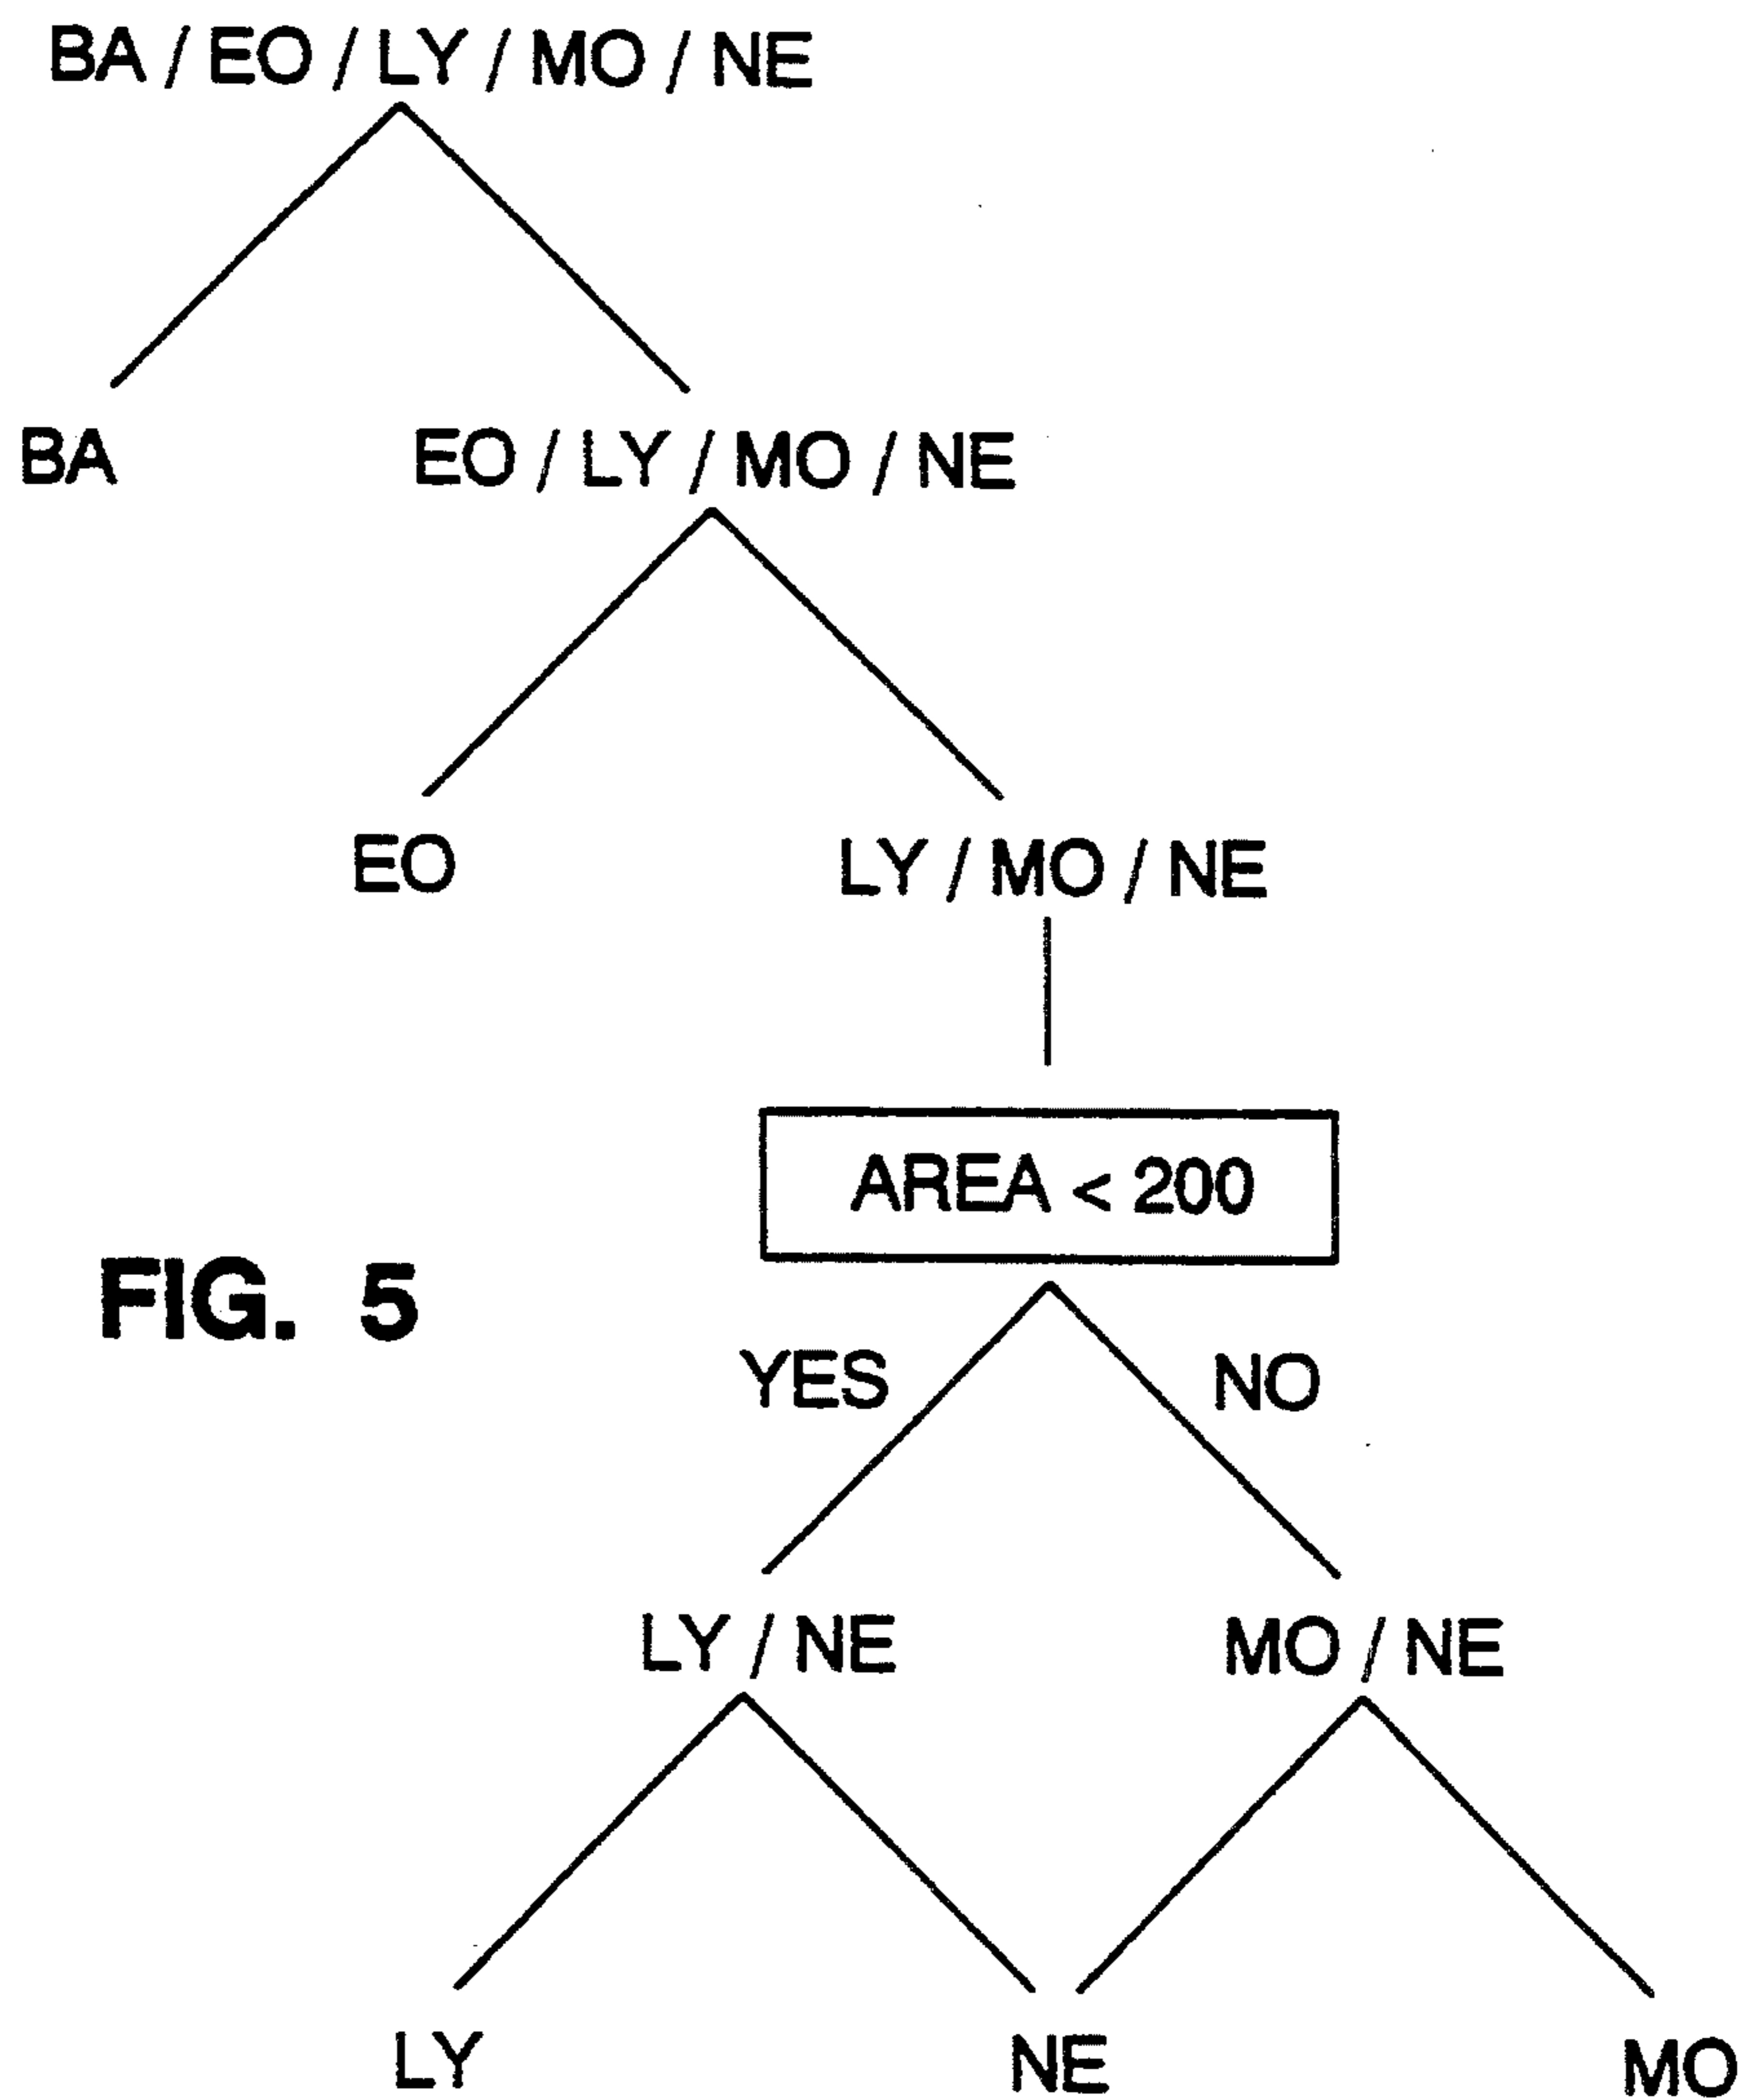 BA / EO / LY / MO / NE
BA
EO / LY / MO / NE
EO
LY / MO / NE
AREA < 200
FIG. 5
YES
NO
LY / NE
MO / NE
LY
NE
MO